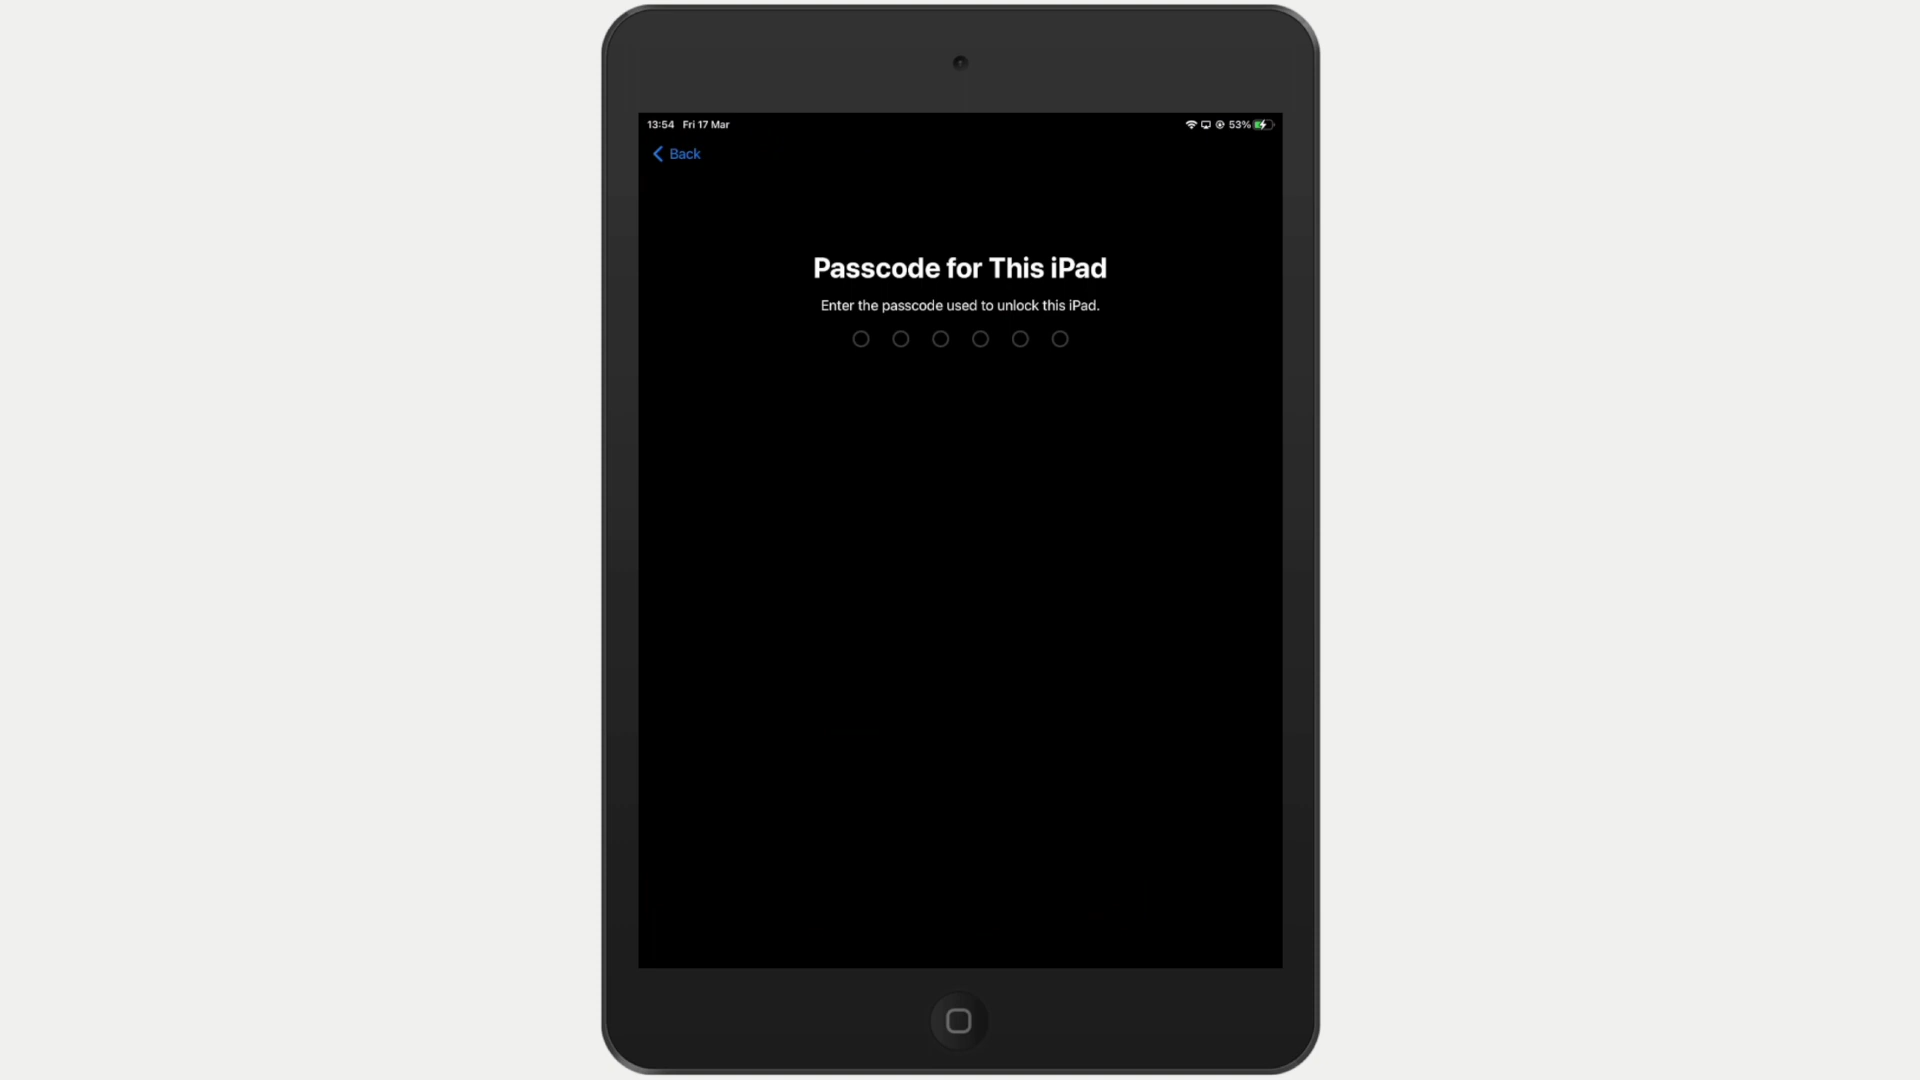 13:54 Fri 17 Mar 53%
Back
Passcode for This iPad
Enter the passcode used to unlock this iPad.